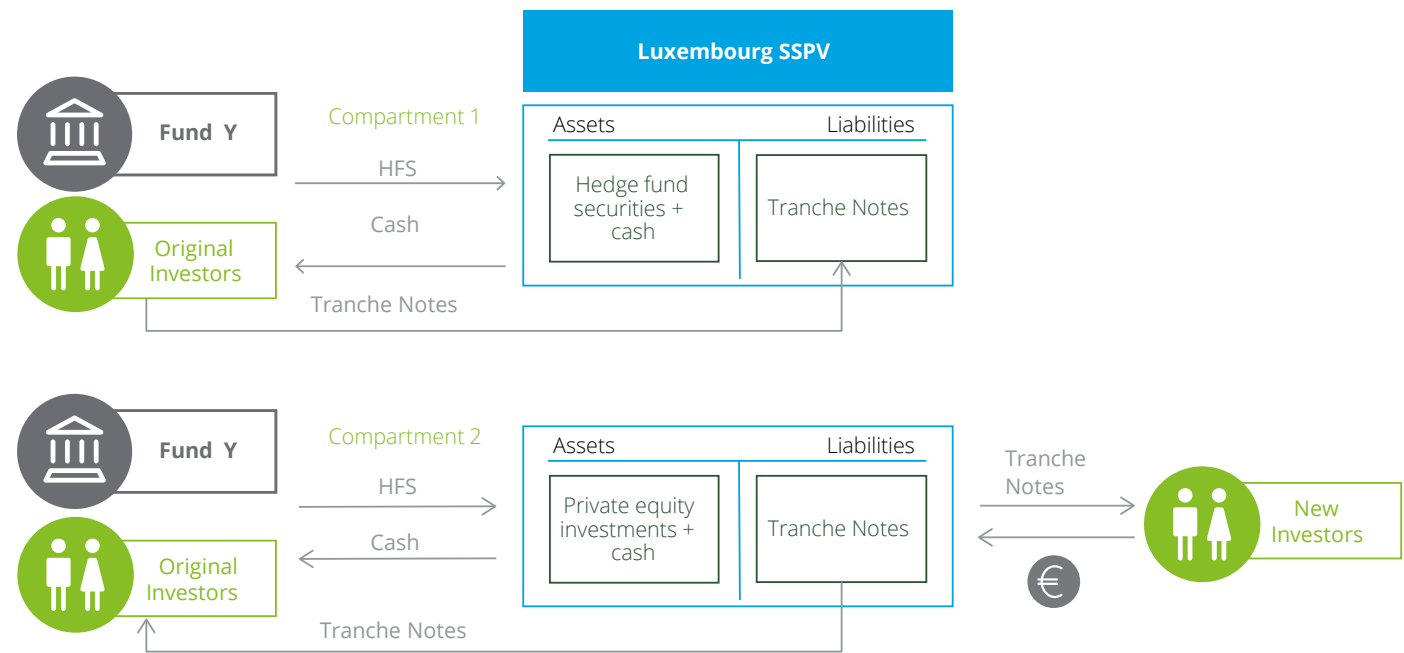 Luxembourg SSPV
Fund Y
Compartment 1
HFS
Cash
Original
Investors
Tranche Notes
Assets
Liabilities
Hedge fund
securities +
cash
Tranche Notes
Fund Y
Compartment 2
HFS
Cash
Original
Investors
Tranche Notes
Assets
Liabilities
Private equity
investments +
cash
Tranche Notes
Tranche
Notes
€
New
Investors